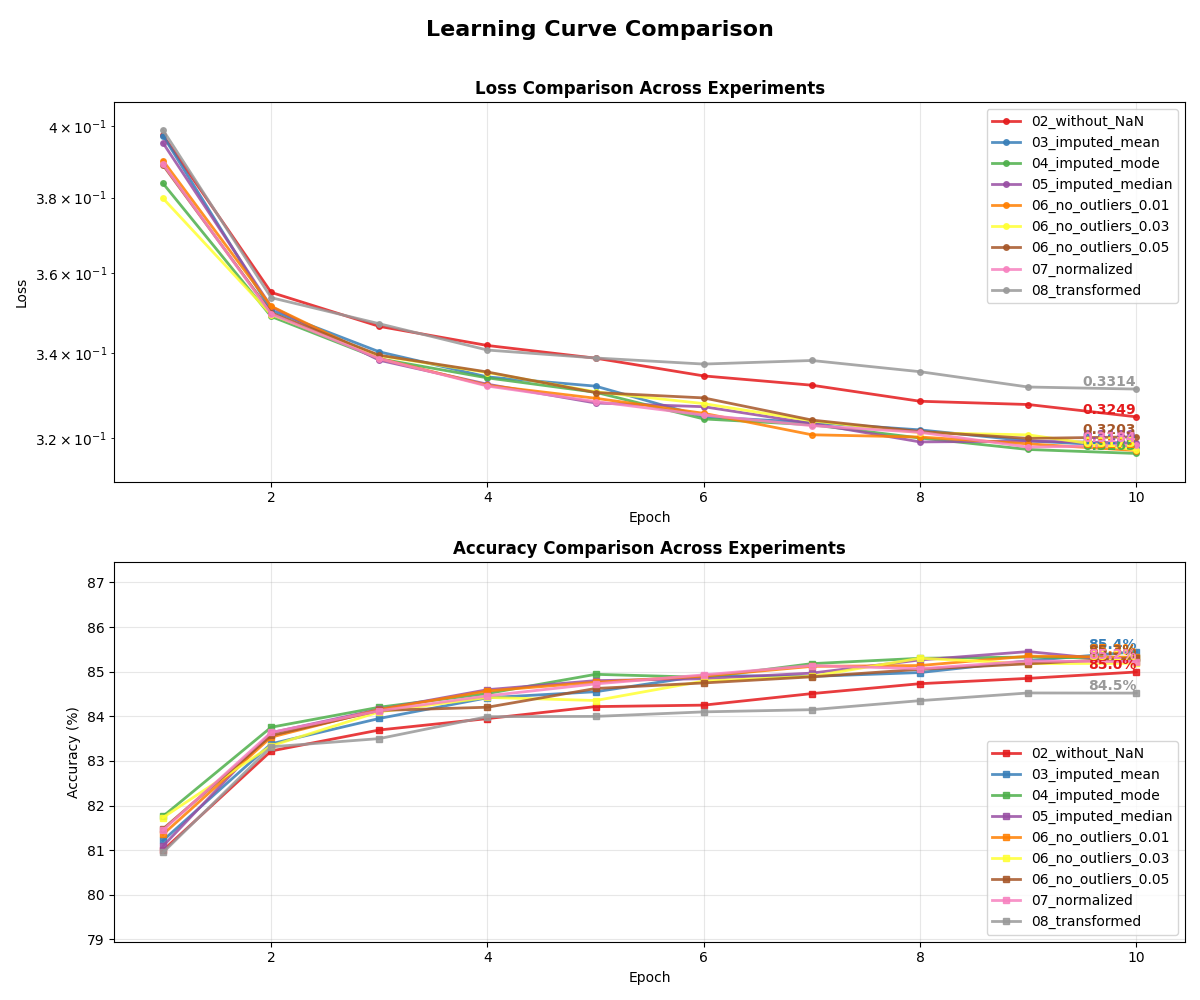 Learning Curve Comparison
Loss Comparison Across Experiments
Loss
4 × 10⁻¹
3.8 × 10⁻¹
3.6 × 10⁻¹
3.4 × 10⁻¹
3.2 × 10⁻¹
02_without_NaN
03_imputed_mean
04_imputed_mode
05_imputed_median
06_no_outliers_0.01
06_no_outliers_0.03
06_no_outliers_0.05
07_normalized
08_transformed
0.3314
0.3249
0.3203
2
4
6
8
10
Epoch
Accuracy Comparison Across Experiments
Accuracy (%)
87
86
85
84
83
82
81
80
79
85.4%
85.0%
84.5%
02_without_NaN
03_imputed_mean
04_imputed_mode
05_imputed_median
06_no_outliers_0.01
06_no_outliers_0.03
06_no_outliers_0.05
07_normalized
08_transformed
2
4
6
8
10
Epoch